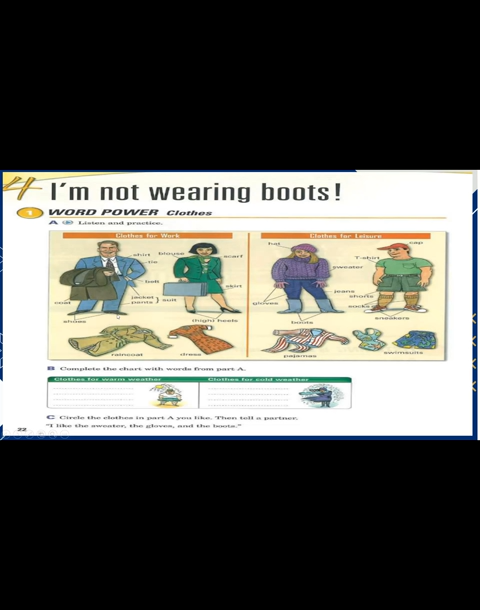 4 I'm not wearing boots!
1 WORD POWER Clothes
A Listen and practice.
Clothes for Work
Clothes for Leisure
shirt
blouse
scarf
tie
belt
skirt
jacket
pants
suit
coat
shoes
high heels
raincoat
dress
hat
cap
T-shirt
sweater
jeans
shorts
gloves
socks
boots
sneakers
pajamas
swimsuits
B Complete the chart with words from part A.
Clothes for warm weather
Clothes for cold weather
C Circle the clothes in part A you like. Then tell a partner.
"I like the sweater, the gloves, and the boots."
22